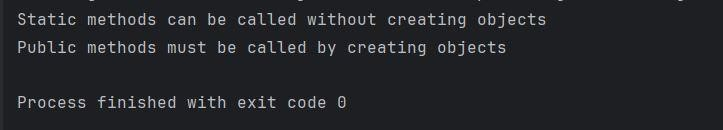 Static methods can be called without creating objects
Public methods must be called by creating objects
Process finished with exit code 0